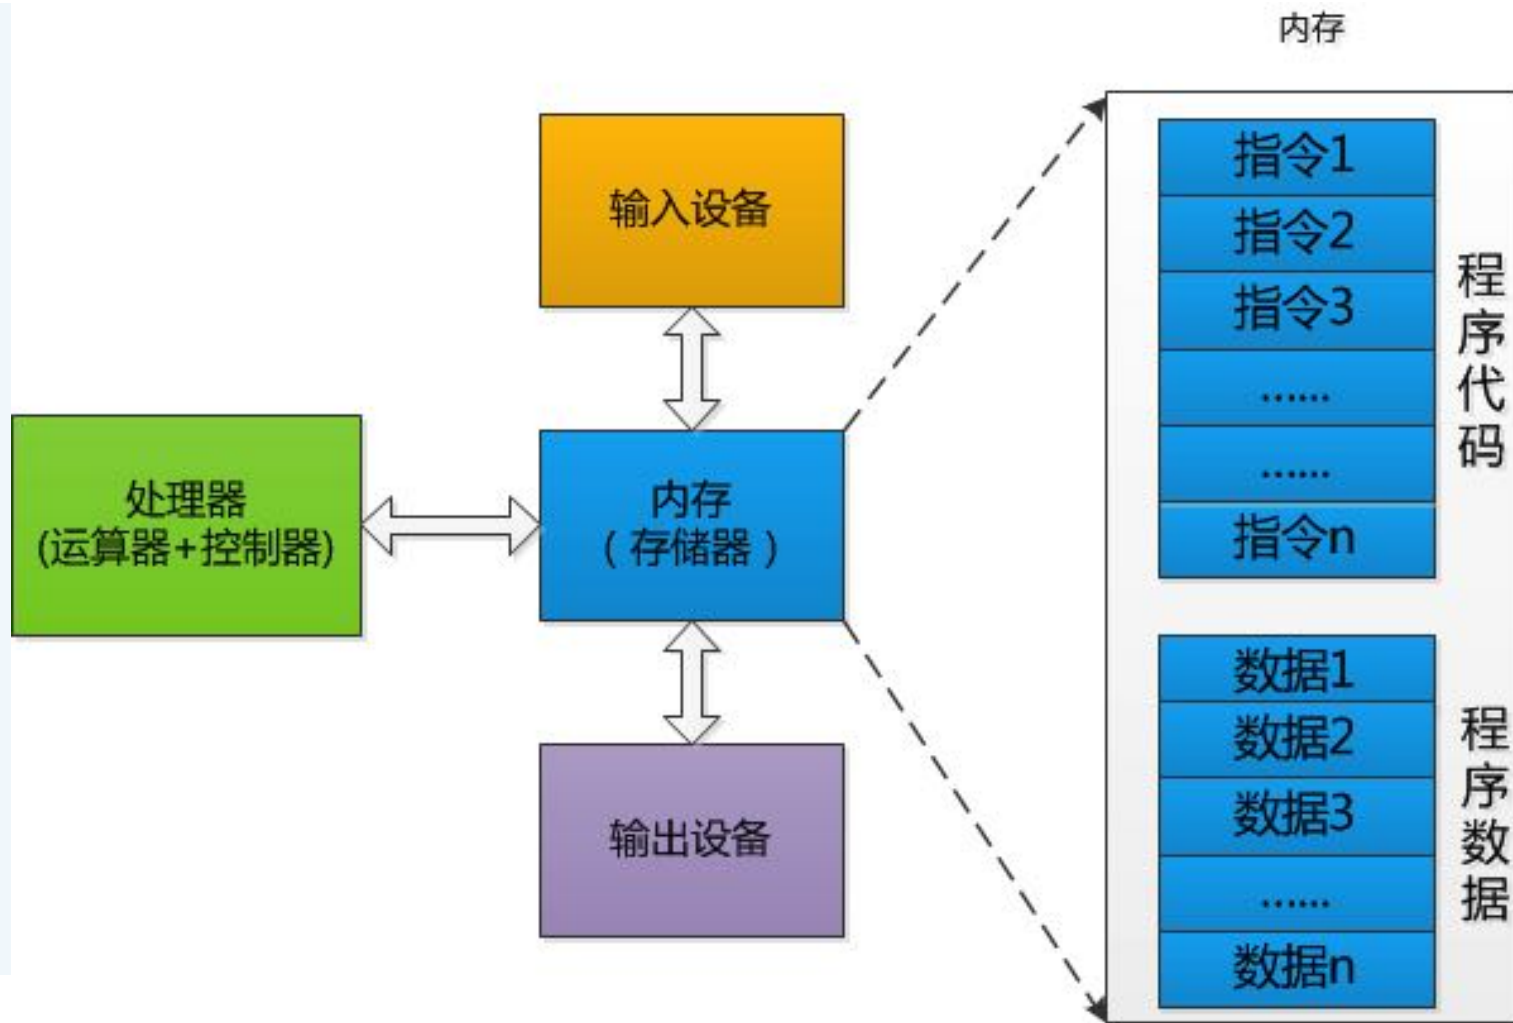 内存
输入设备
处理器
(运算器+控制器)
内存
（存储器）
输出设备
指令1
指令2
指令3
……
……
指令n
程序代码
数据1
数据2
数据3
……
数据n
程序数据